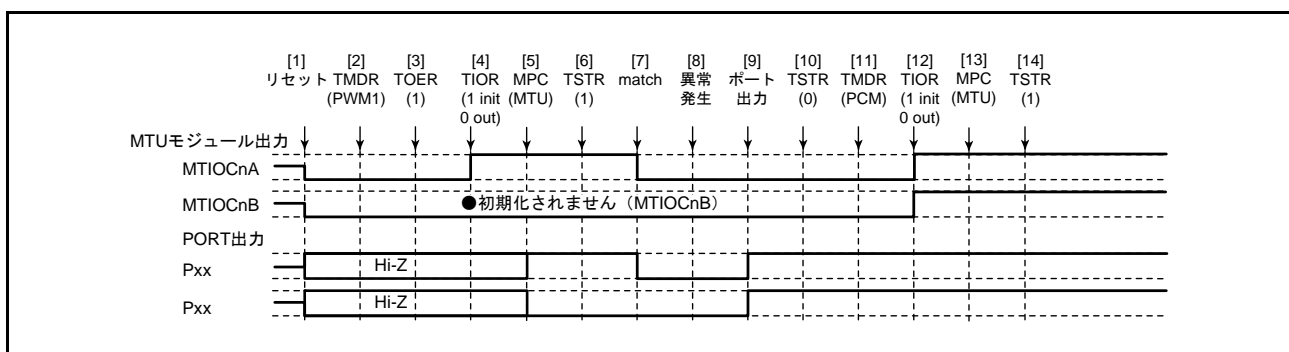 [1] [2] [3] [4] [5] [6] [7] [8] [9] [10] [11] [12] [13] [14]
リセット TMDR TOER TIOR MPC TSTR match 異常 ポート TSTR TMDR TIOR MPC TSTR
(PWM1) (1) (1 init (MTU) (1) 発生 出力 (0) (PCM) (1 init (MTU) (1)
0 out) 0 out)
MTUモジュール出力
MTIOCnA
MTIOCnB ●初期化されません（MTIOCnB）
PORT出力
Pxx Hi-Z
Pxx Hi-Z